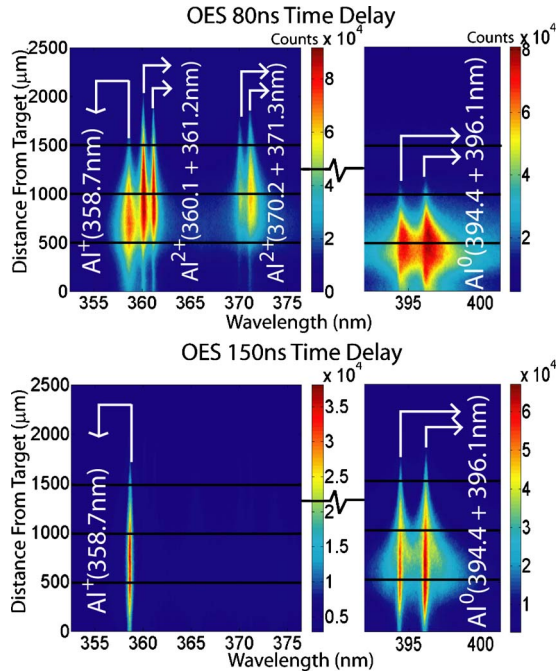 OES 80ns Time Delay
Counts x 10⁴
Counts x 10⁴
Distance From Target (µm)
2500
2000
1500
1000
500
0
Al⁺(358.7nm)
Al²⁺(360.1 + 361.2nm)
Al²⁺(370.2 + 371.3nm)
8
6
4
2
0
Al⁰(394.4 + 396.1nm)
8
6
4
2
355 360 365 370 375
395 400
Wavelength (nm)
OES 150ns Time Delay
x 10⁴
x 10⁴
Distance From Target (µm)
2500
2000
1500
1000
500
0
Al⁺(358.7nm)
3.5
3
2.5
2
1.5
1
0.5
Al⁰(394.4 + 396.1nm)
6
5
4
3
2
1
355 360 365 370 375
395 400
Wavelength (nm)